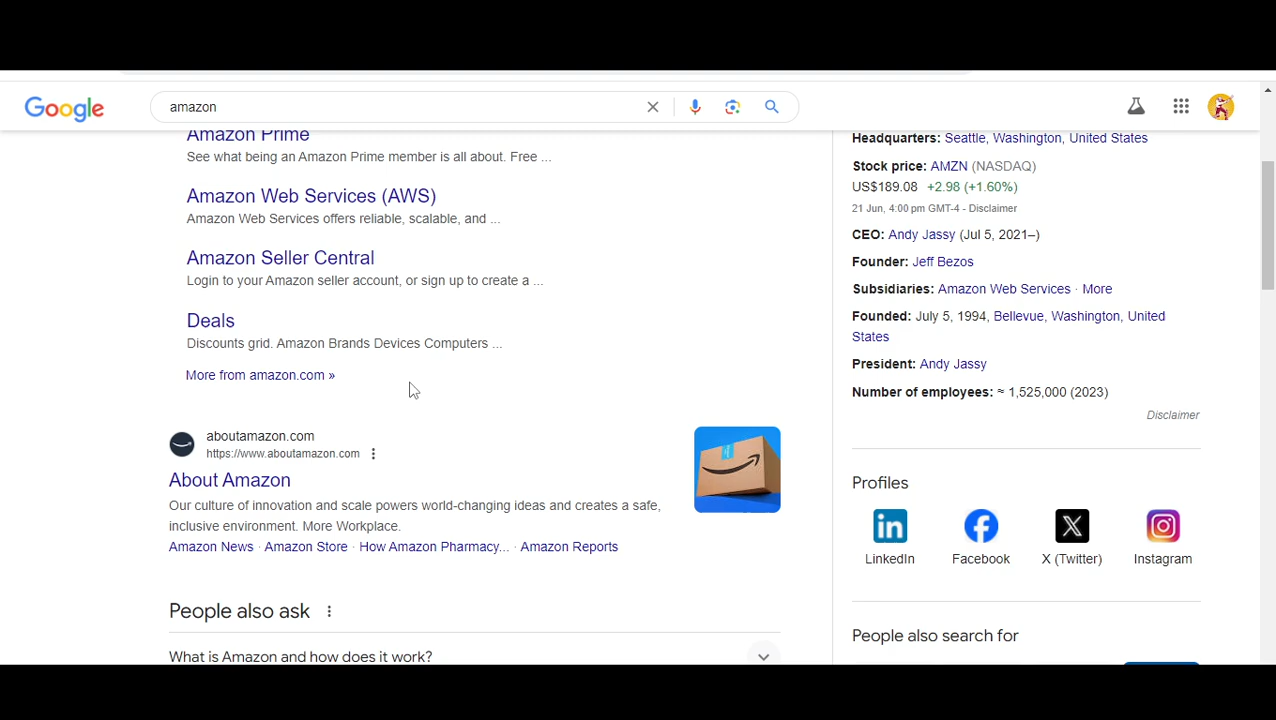 Google
amazon
Amazon Prime
See what being an Amazon Prime member is all about. Free ...
Amazon Web Services (AWS)
Amazon Web Services offers reliable, scalable, and ...
Amazon Seller Central
Login to your Amazon seller account, or sign up to create a ...
Deals
Discounts grid. Amazon Brands Devices Computers ...
More from amazon.com »
aboutamazon.com
https://www.aboutamazon.com
About Amazon
Our culture of innovation and scale powers world-changing ideas and creates a safe,
inclusive environment. More Workplace.
Amazon News · Amazon Store · How Amazon Pharmacy... · Amazon Reports
People also ask
What is Amazon and how does it work?
Headquarters: Seattle, Washington, United States
Stock price: AMZN (NASDAQ)
US$189.08 +2.98 (+1.60%)
21 Jun, 4:00 pm GMT-4 - Disclaimer
CEO: Andy Jassy (Jul 5, 2021–)
Founder: Jeff Bezos
Subsidiaries: Amazon Web Services · More
Founded: July 5, 1994, Bellevue, Washington, United
States
President: Andy Jassy
Number of employees: ≈ 1,525,000 (2023)
Disclaimer
Profiles
LinkedIn Facebook X (Twitter) Instagram
People also search for